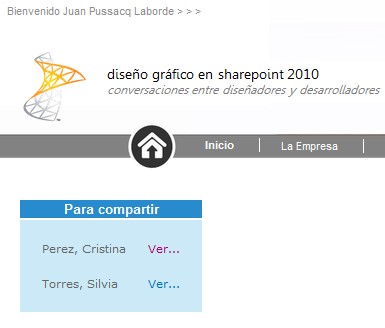 Bienvenido Juan Pussacq Laborde > > >
diseño gráfico en sharepoint 2010
conversaciones entre diseñadores y desarrolladores
Inicio
La Empresa
Para compartir
Perez, Cristina Ver...
Torres, Silvia Ver...